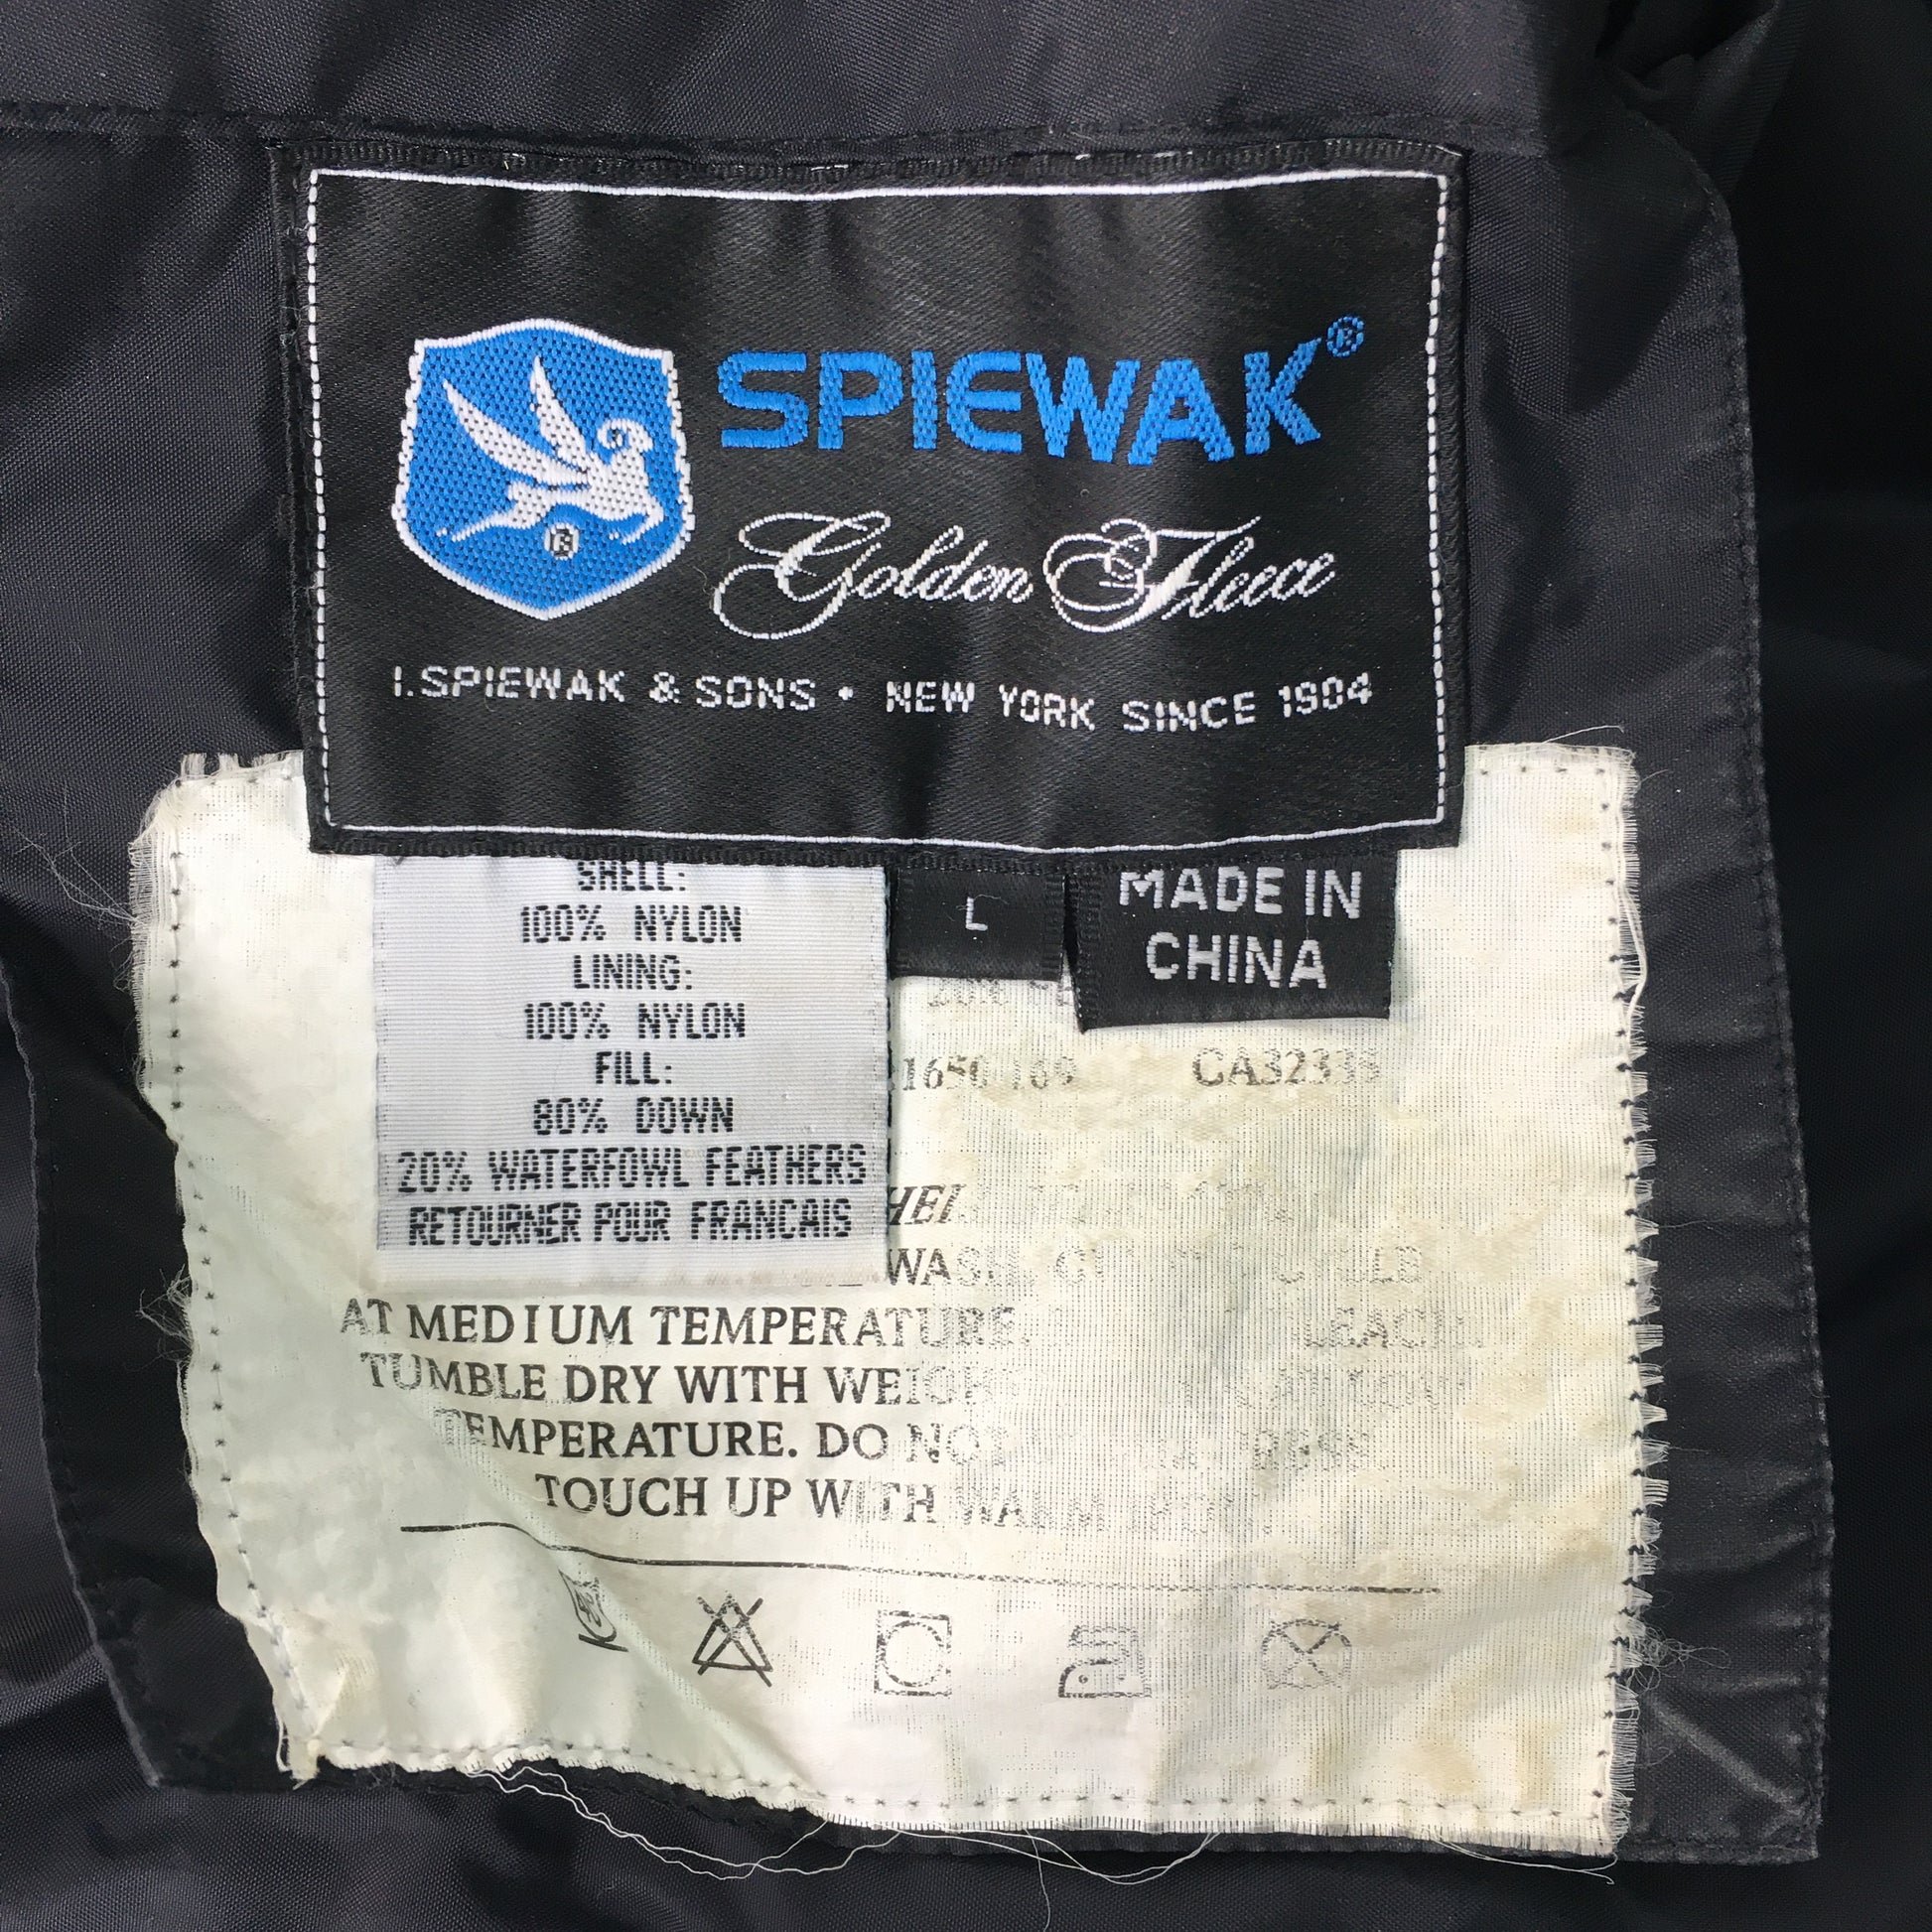 SPIEWAK®
Golden Fleece
I.SPIEWAK & SONS • NEW YORK SINCE 1904
SHELL:
100% NYLON
LINING:
100% NYLON
FILL:
80% DOWN
20% WATERFOWL FEATHERS
RETOURNER POUR FRANCAIS
L
MADE IN
CHINA
WASH
AT MEDIUM TEMPERATURE.
TUMBLE DRY WITH
TEMPERATURE. DO NOT
TOUCH UP WITH WARM